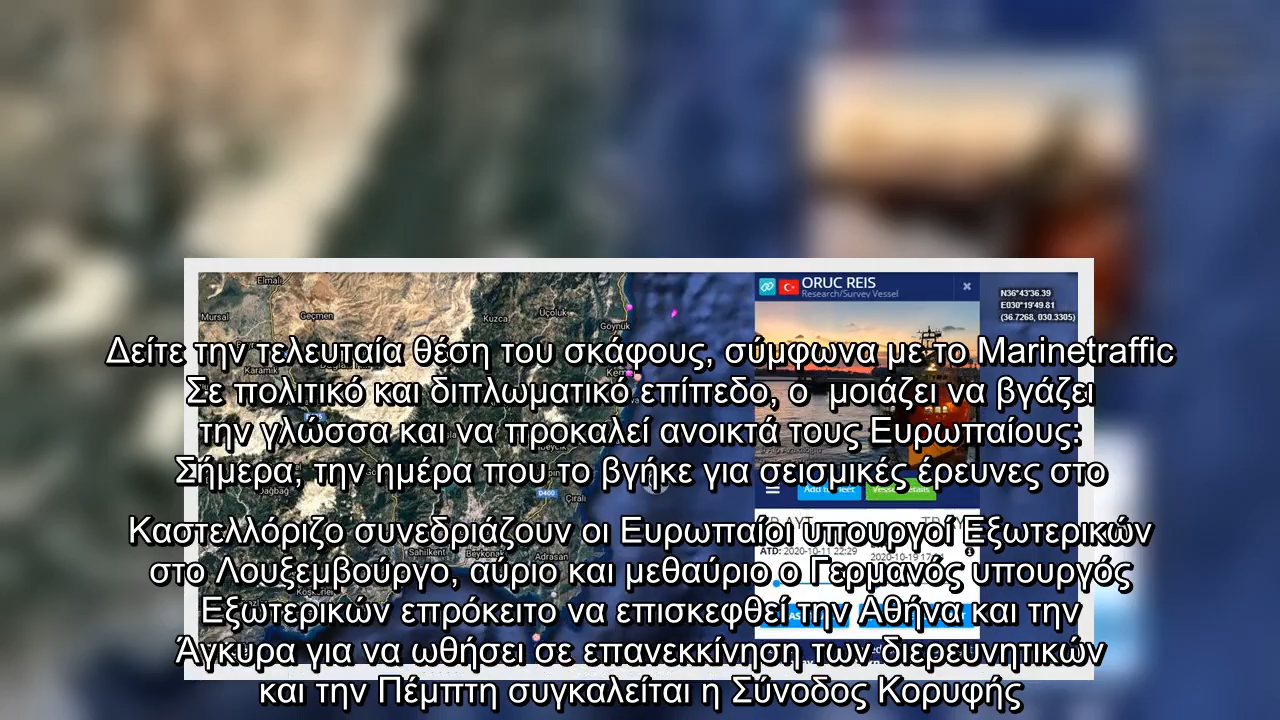 Elmalı
Mursal
Geçmen
Kuzca
Üçoluk
Göynük
ORUC REIS
Research/Survey Vessel
N36°43'36.39
E030°19'49.81
(36.7268, 030.3305)
Δείτε την τελευταία θέση του σκάφους, σύμφωνα με το Marinetraffic
Karamık
Σε πολιτικό και διπλωματικό επίπεδο, ο μοιάζει να βγάζει
την γλώσσα και να προκαλεί ανοικτά τους Ευρωπαίους:
Σήμερα, την ημέρα που το βγήκε για σεισμικές έρευνες στο
D400
Çıralı
Καστελλόριζο συνεδριάζουν οι Ευρωπαίοι υπουργοί Εξωτερικών
Sahilkent
Beykonak
Adrasan
ATD: 2020-10-11 22:29
στο Λουξεμβούργο, αύριο και μεθαύριο ο Γερμανός υπουργός
Εξωτερικών επρόκειτο να επισκεφθεί την Αθήνα και την
Άγκυρα για να ωθήσει σε επανεκκίνηση των διερευνητικών
και την Πέμπτη συγκαλείται η Σύνοδος Κορυφής